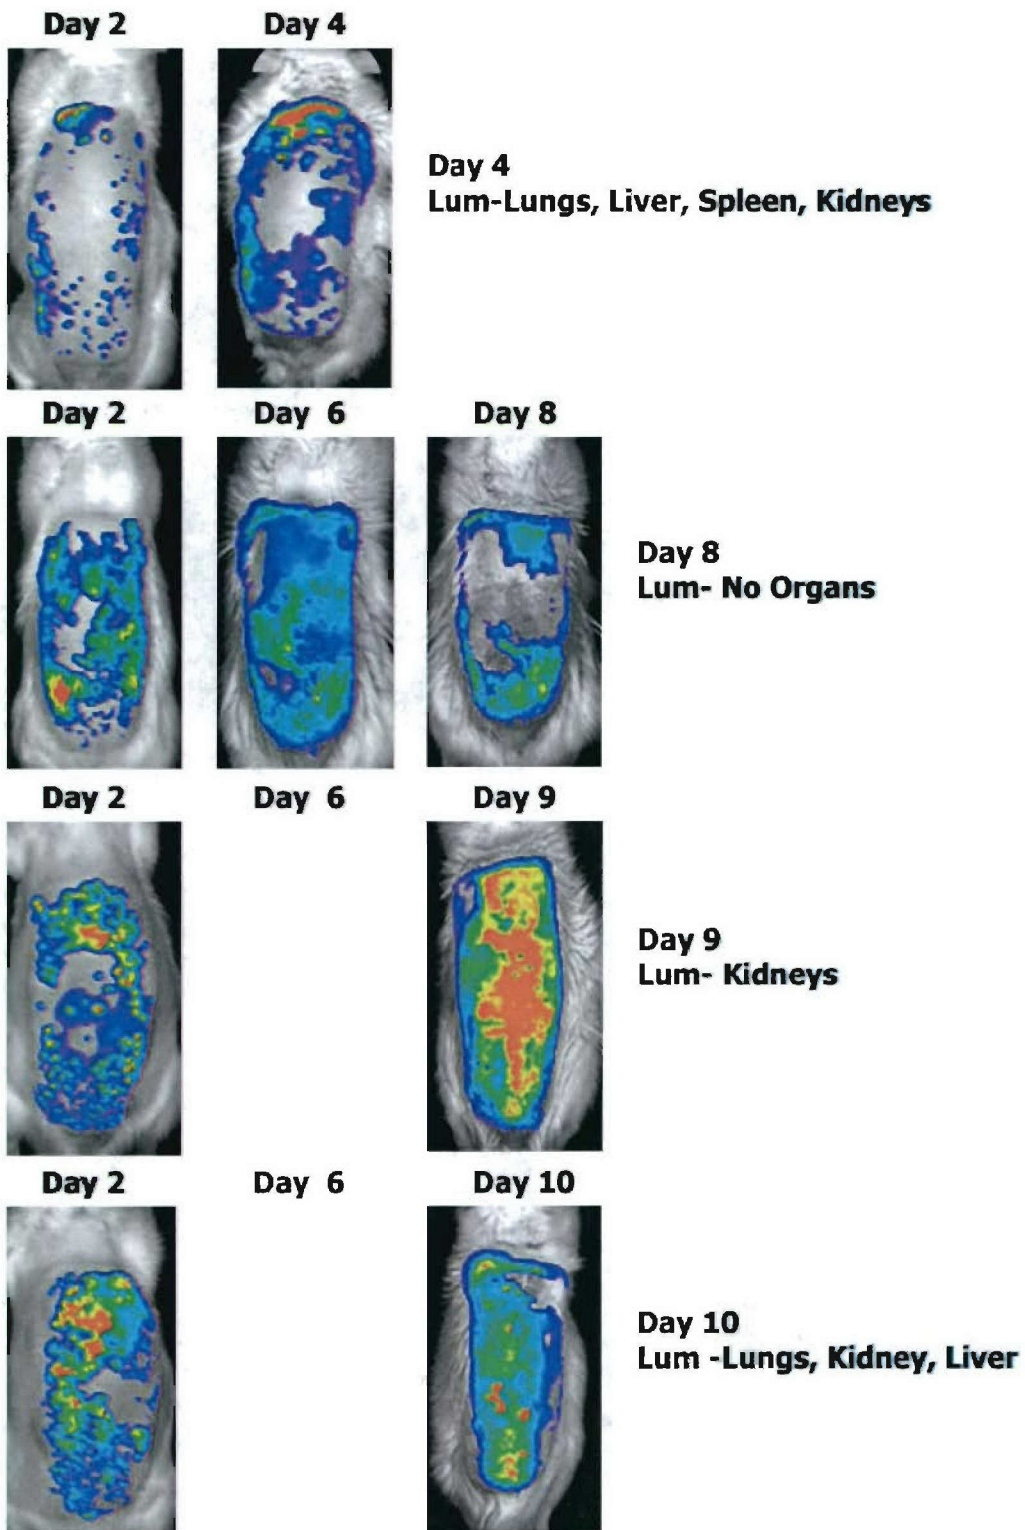 Day 2 Day 4
Day 4
Lum-Lungs, Liver, Spleen, Kidneys
Day 2 Day 6 Day 8
Day 8
Lum- No Organs
Day 2 Day 6 Day 9
Day 9
Lum- Kidneys
Day 2 Day 6 Day 10
Day 10
Lum -Lungs, Kidney, Liver